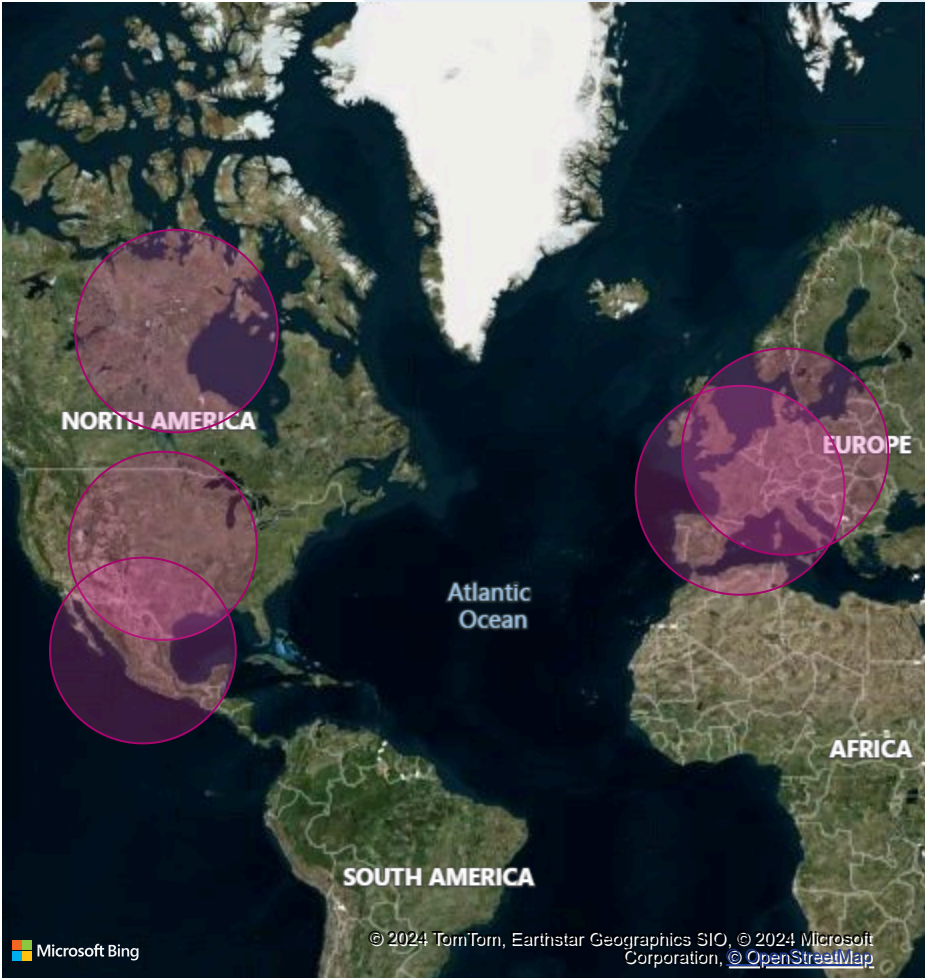 NORTH AMERICA
EUROPE
Atlantic
Ocean
AFRICA
SOUTH AMERICA
© 2024 TomTom, Earthstar Geographics SIO, © 2024 Microsoft
Corporation, © OpenStreetMap
Microsoft Bing